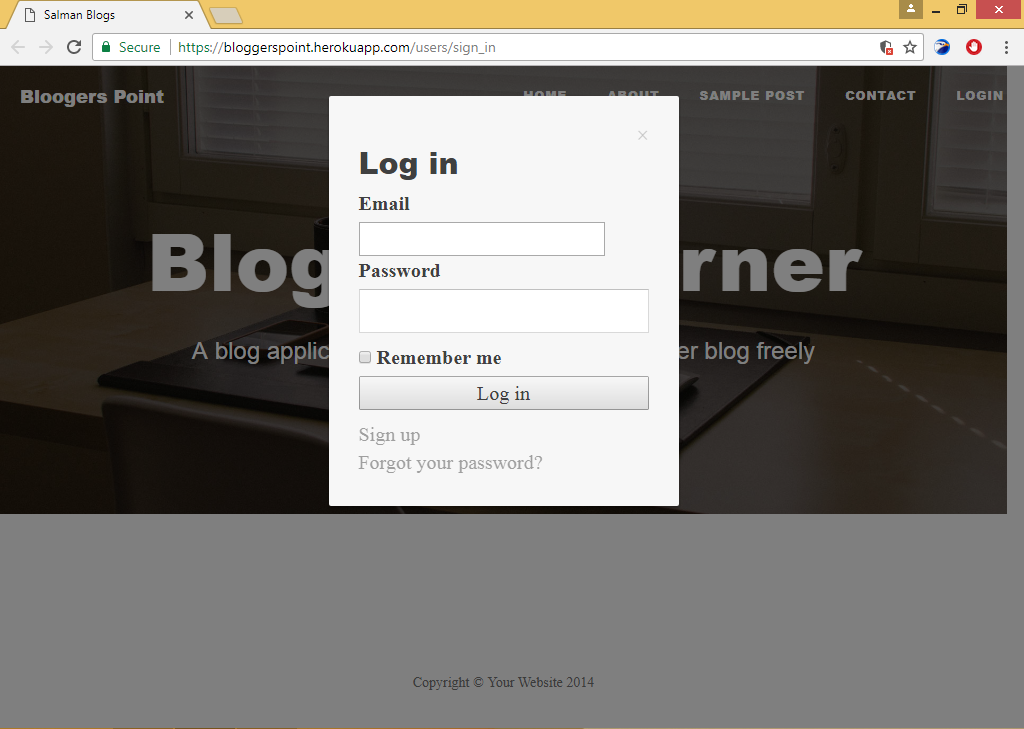 Salman Blogs
Secure https://bloggerspoint.herokuapp.com/users/sign_in
Bloogers Point HOME ABOUT SAMPLE POST CONTACT LOGIN
×
Log in
Email
Blog rner
Password
A blog applic er blog freely
Remember me
Log in
Sign up
Forgot your password?
Copyright © Your Website 2014